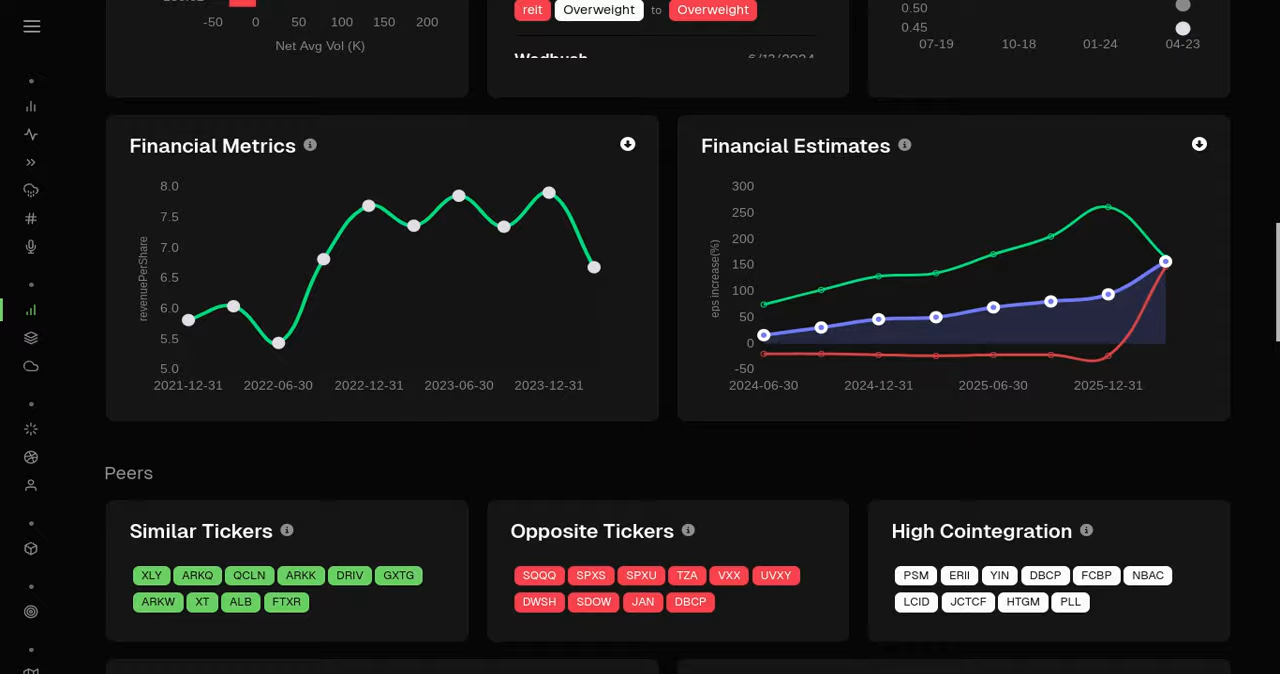 -50 0 50 100 150 200
Net Avg Vol (K)
reit Overweight to Overweight
Wedbush 6/13/2024
0.50
0.45
07-19 10-18 01-24 04-23
Financial Metrics
8.0
7.5
7.0
6.5
6.0
5.5
5.0
revenuePerShare
2021-12-31 2022-06-30 2022-12-31 2023-06-30 2023-12-31
Financial Estimates
300
250
200
150
100
50
0
-50
eps increase(%)
2024-06-30 2024-12-31 2025-06-30 2025-12-31
Peers
Similar Tickers
XLY ARKQ QCLN ARKK DRIV GXTG
ARKW XT ALB FTXR
Opposite Tickers
SQQQ SPXS SPXU TZA VXX UVXY
DWSH SDOW JAN DBCP
High Cointegration
PSM ERII YIN DBCP FCBP NBAC
LCID JCTCF HTGM PLL